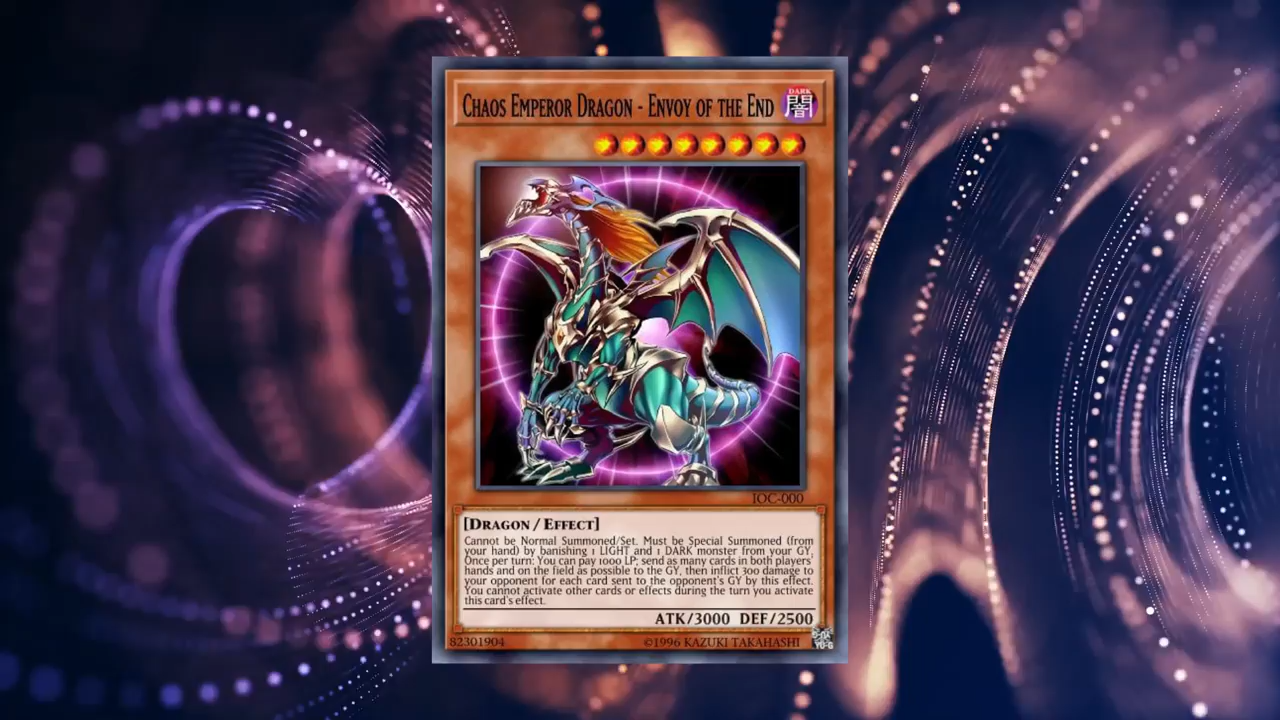 CHAOS EMPEROR DRAGON - ENVOY OF THE END
DARK
闇
IOC-000
[DRAGON / EFFECT]
Cannot be Normal Summoned/Set. Must be Special Summoned (from
your hand) by banishing 1 LIGHT and 1 DARK monster from your GY.
Once per turn: You can pay 1000 LP; send as many cards in both players'
hands and on the field as possible to the GY, then inflict 300 damage to
your opponent for each card sent to the opponent's GY by this effect.
You cannot activate other cards or effects during the turn you activate
this card's effect.
ATK/3000 DEF/2500
82301904
©1996 KAZUKI TAKAHASHI